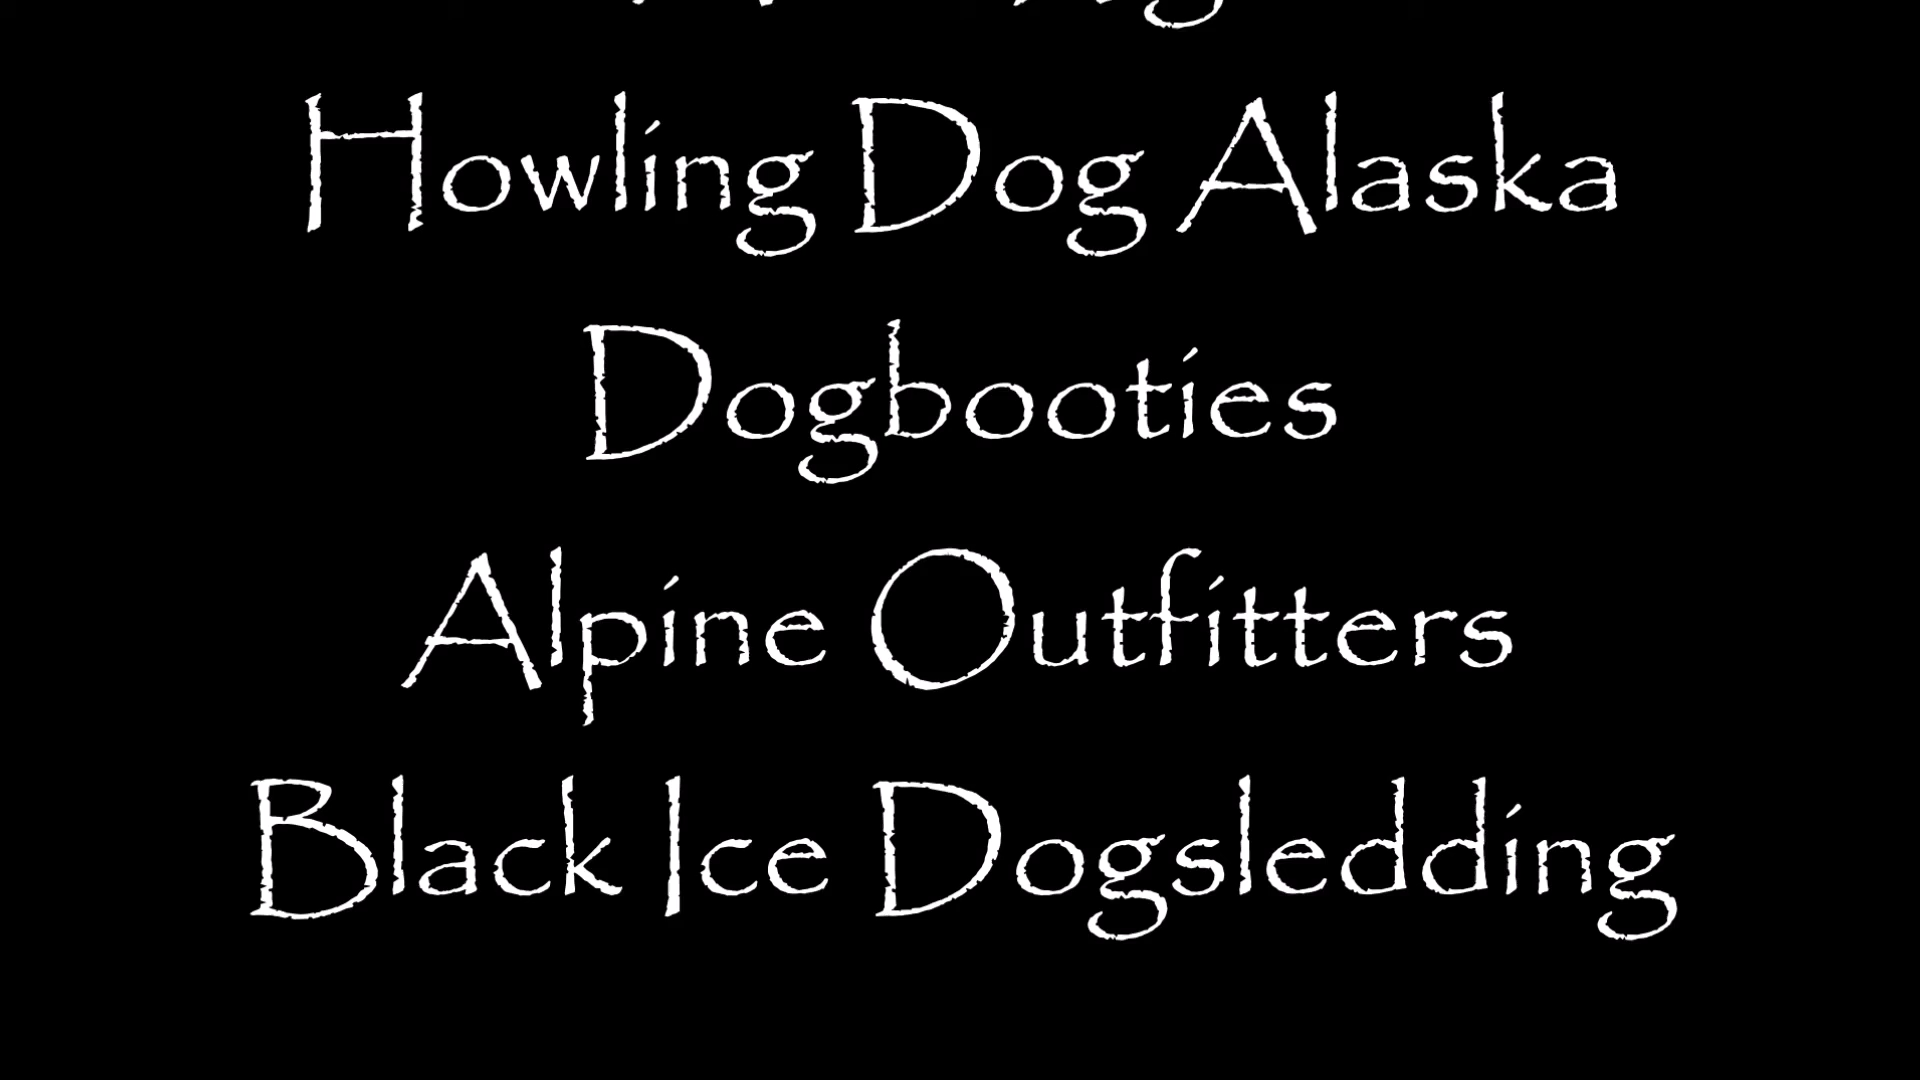 Howling Dog Alaska
Dogbooties
Alpine Outfitters
Black Ice Dogsledding